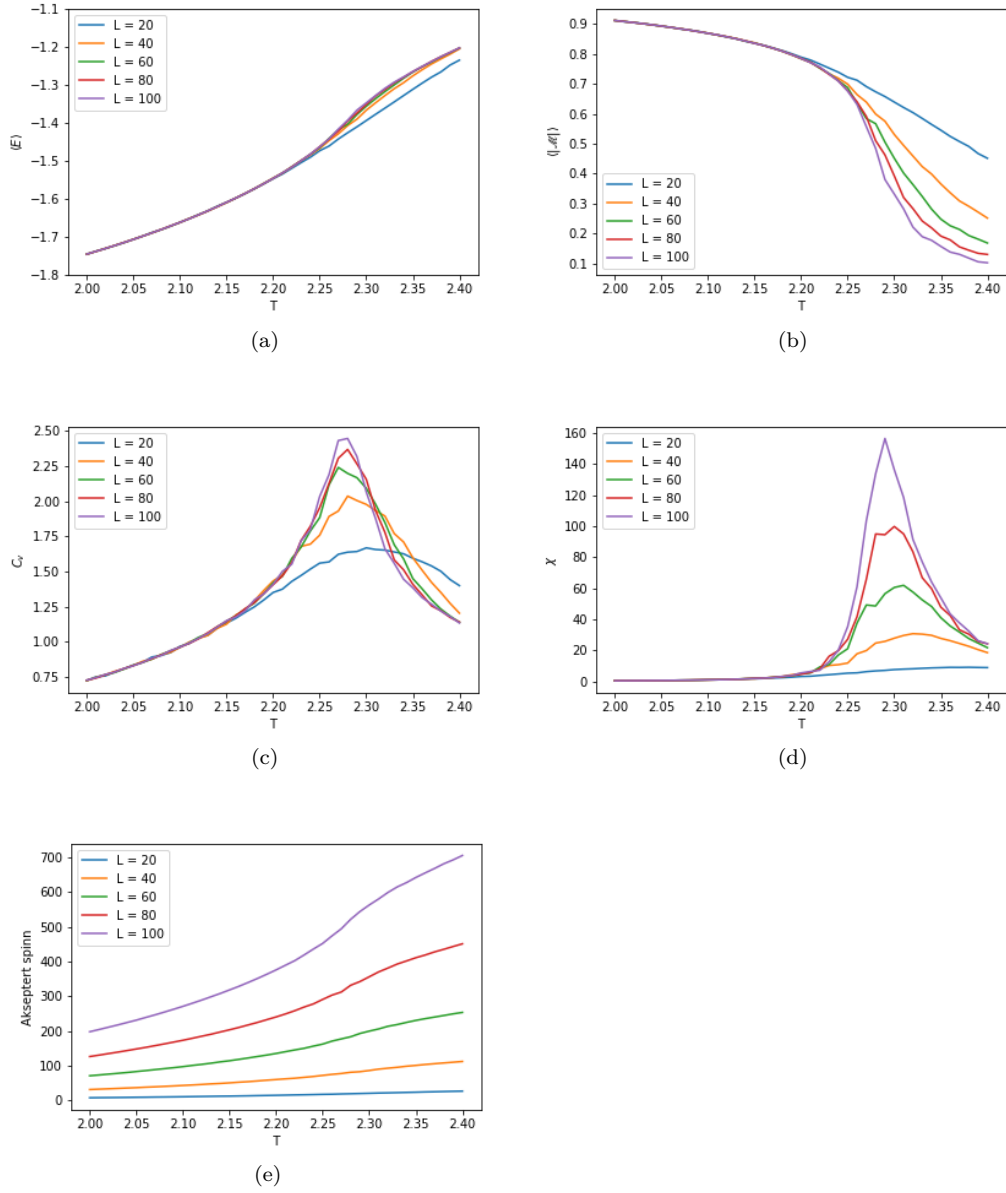 −1.1
−1.2
−1.3
−1.4
−1.5
−1.6
−1.7
−1.8
⟨E⟩
L = 20
L = 40
L = 60
L = 80
L = 100
2.00 2.05 2.10 2.15 2.20 2.25 2.30 2.35 2.40
T
(a)
0.9
0.8
0.7
0.6
0.5
0.4
0.3
0.2
0.1
⟨|ℳ|⟩
L = 20
L = 40
L = 60
L = 80
L = 100
2.00 2.05 2.10 2.15 2.20 2.25 2.30 2.35 2.40
T
(b)
2.50
2.25
2.00
1.75
1.50
1.25
1.00
0.75
C_v
L = 20
L = 40
L = 60
L = 80
L = 100
2.00 2.05 2.10 2.15 2.20 2.25 2.30 2.35 2.40
T
(c)
160
140
120
100
80
60
40
20
0
χ
L = 20
L = 40
L = 60
L = 80
L = 100
2.00 2.05 2.10 2.15 2.20 2.25 2.30 2.35 2.40
T
(d)
700
600
500
400
300
200
100
0
Akseptert spinn
L = 20
L = 40
L = 60
L = 80
L = 100
2.00 2.05 2.10 2.15 2.20 2.25 2.30 2.35 2.40
T
(e)